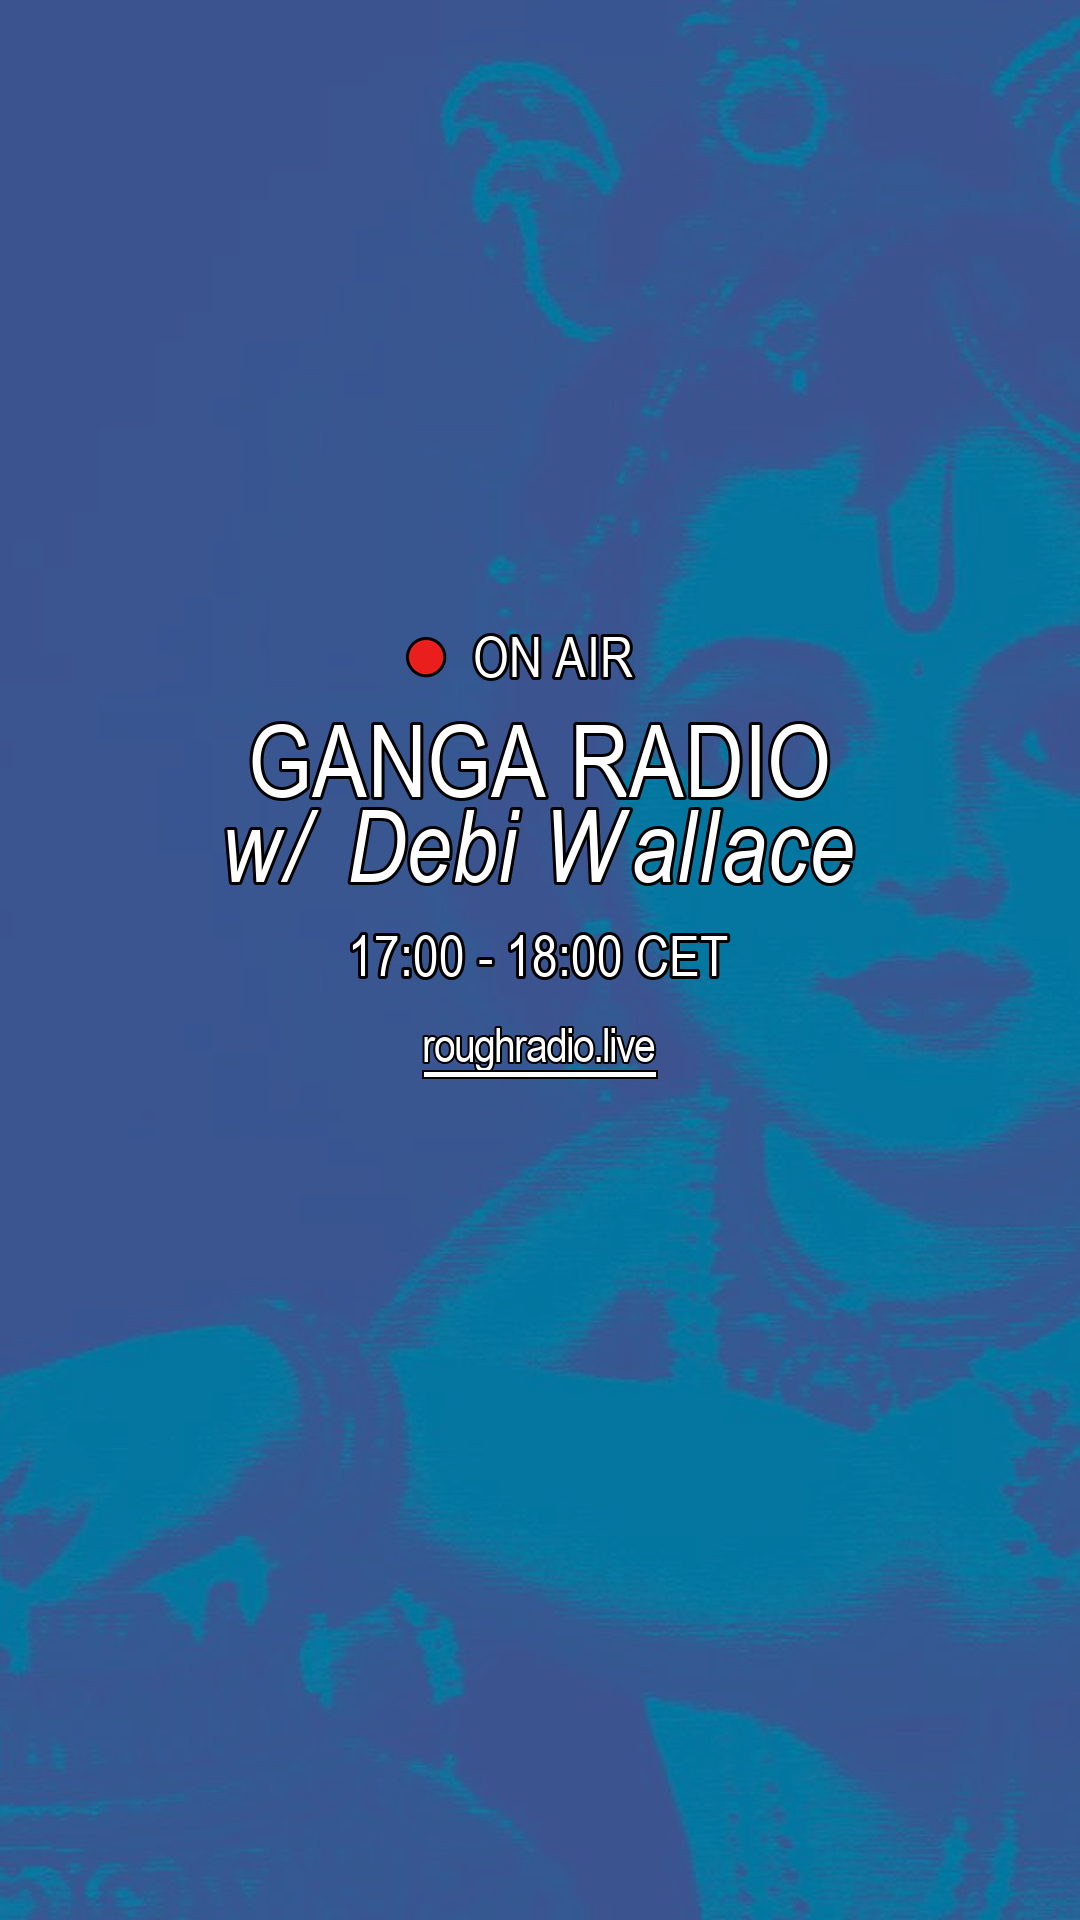 ON AIR
GANGA RADIO
w/ Debi Wallace
17:00 - 18:00 CET
roughradio.live